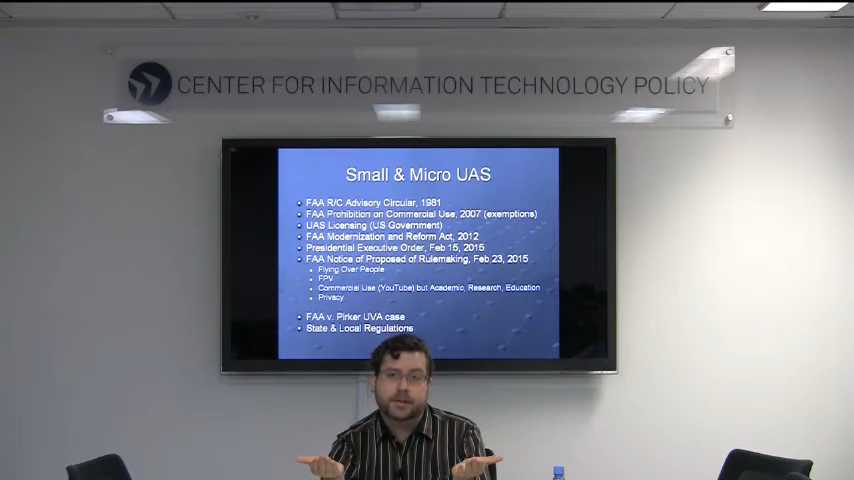 CENTER FOR INFORMATION TECHNOLOGY POLICY
Small & Micro UAS
FAA R/C Advisory Circular, 1981
FAA Prohibition on Commercial Use, 2007 (exemptions)
UAS Licensing (US Government)
FAA Modernization and Reform Act, 2012
Presidential Executive Order, Feb 15, 2015
FAA Notice of Proposed of Rulemaking, Feb 23, 2015
Flying Over People
FPV
Commercial Use (YouTube) but Academic, Research, Education
Privacy
FAA v. Pirker UVA case
State & Local Regulations